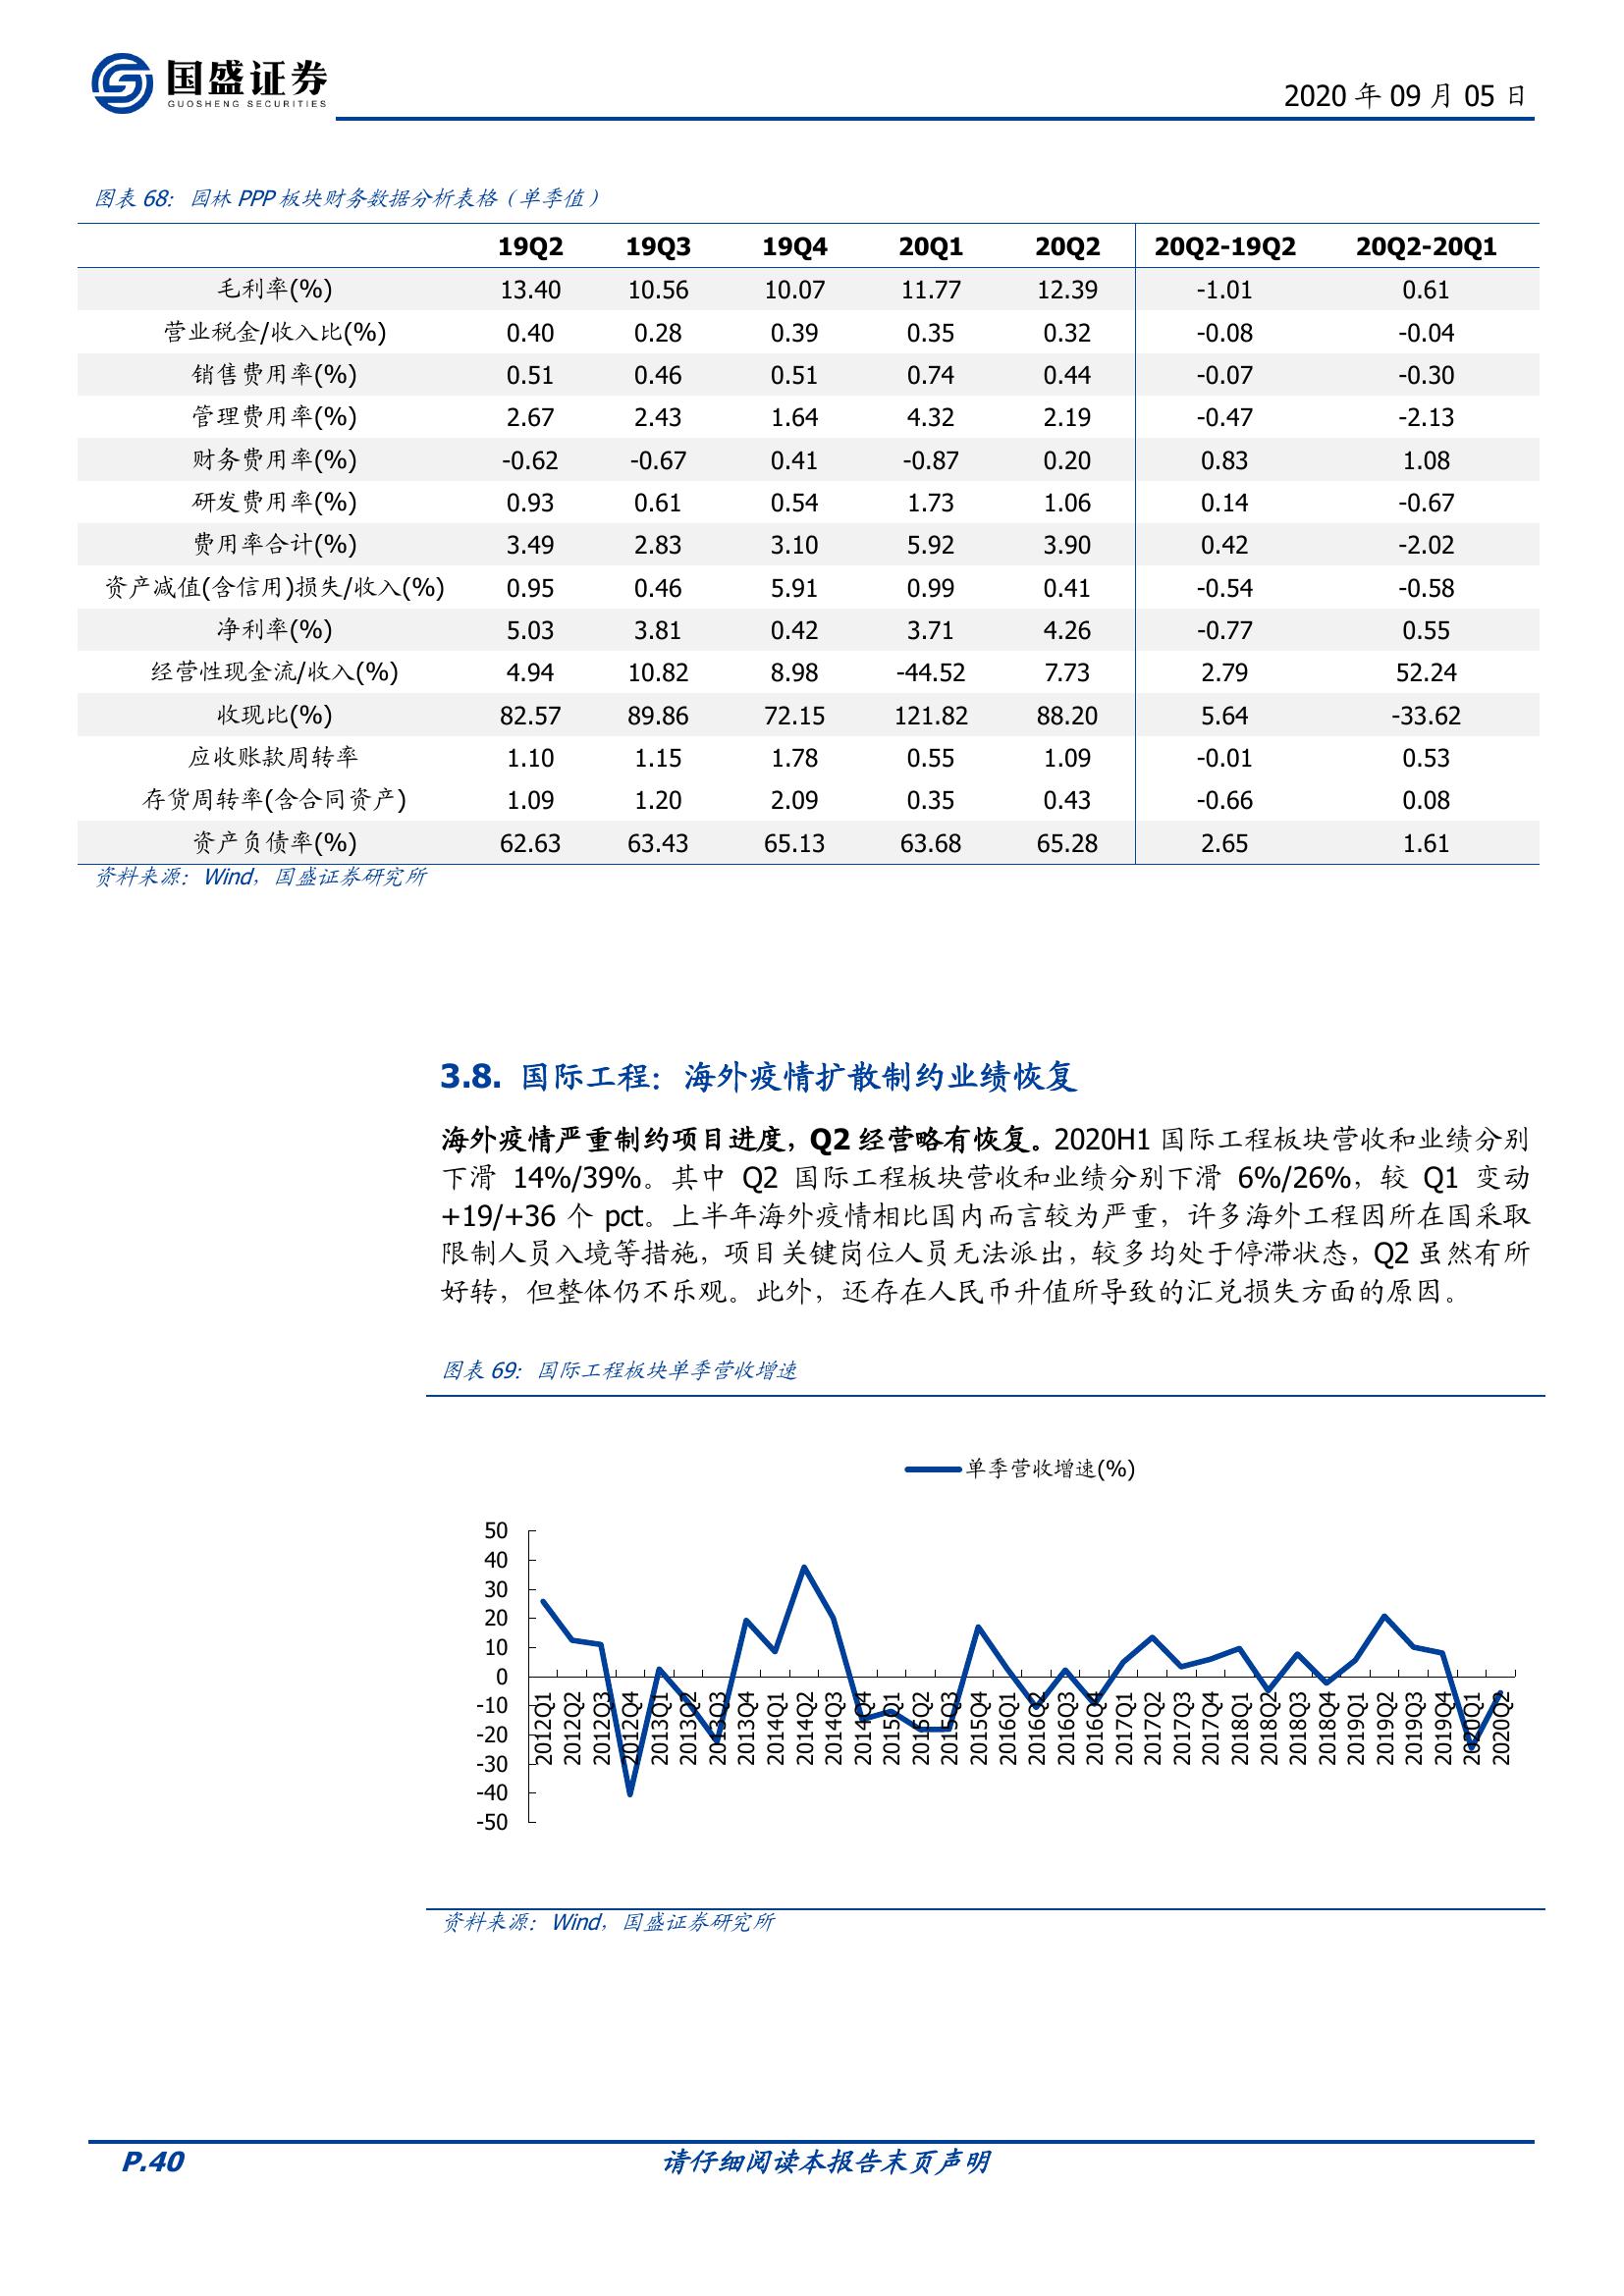 国盛证券
GUOSHENG SECURITIES
2020 年 09 月 05 日
图表 68： 园林 PPP 板块财务数据分析表格（单季值）
19Q2 19Q3 19Q4 20Q1 20Q2 20Q2-19Q2 20Q2-20Q1
毛利率(%) 13.40 10.56 10.07 11.77 12.39 -1.01 0.61
营业税金/收入比(%) 0.40 0.28 0.39 0.35 0.32 -0.08 -0.04
销售费用率(%) 0.51 0.46 0.51 0.74 0.44 -0.07 -0.30
管理费用率(%) 2.67 2.43 1.64 4.32 2.19 -0.47 -2.13
财务费用率(%) -0.62 -0.67 0.41 -0.87 0.20 0.83 1.08
研发费用率(%) 0.93 0.61 0.54 1.73 1.06 0.14 -0.67
费用率合计(%) 3.49 2.83 3.10 5.92 3.90 0.42 -2.02
资产减值(含信用)损失/收入(%) 0.95 0.46 5.91 0.99 0.41 -0.54 -0.58
净利率(%) 5.03 3.81 0.42 3.71 4.26 -0.77 0.55
经营性现金流/收入(%) 4.94 10.82 8.98 -44.52 7.73 2.79 52.24
收现比(%) 82.57 89.86 72.15 121.82 88.20 5.64 -33.62
应收账款周转率 1.10 1.15 1.78 0.55 1.09 -0.01 0.53
存货周转率(含合同资产) 1.09 1.20 2.09 0.35 0.43 -0.66 0.08
资产负债率(%) 62.63 63.43 65.13 63.68 65.28 2.65 1.61
资料来源：Wind，国盛证券研究所
3.8. 国际工程：海外疫情扩散制约业绩恢复
海外疫情严重制约项目进度，Q2 经营略有恢复。2020H1 国际工程板块营收和业绩分别
下滑 14%/39%。其中 Q2 国际工程板块营收和业绩分别下滑 6%/26%，较 Q1 变动
+19/+36 个 pct。上半年海外疫情相比国内而言较为严重，许多海外工程因所在国采取
限制人员入境等措施，项目关键岗位人员无法派出，较多均处于停滞状态，Q2 虽然有所
好转，但整体仍不乐观。此外，还存在人民币升值所导致的汇兑损失方面的原因。
图表 69： 国际工程板块单季营收增速
单季营收增速(%)
50
40
30
20
10
0
-10
-20
-30
-40
-50
2012Q1 2012Q2 2012Q3 2012Q4 2013Q1 2013Q2 2013Q3 2013Q4 2014Q1 2014Q2 2014Q3 2014Q4 2015Q1 2015Q2 2015Q3 2015Q4 2016Q1 2016Q2 2016Q3 2016Q4 2017Q1 2017Q2 2017Q3 2017Q4 2018Q1 2018Q2 2018Q3 2018Q4 2019Q1 2019Q2 2019Q3 2019Q4 2020Q1 2020Q2
资料来源：Wind，国盛证券研究所
P.40 请仔细阅读本报告末页声明